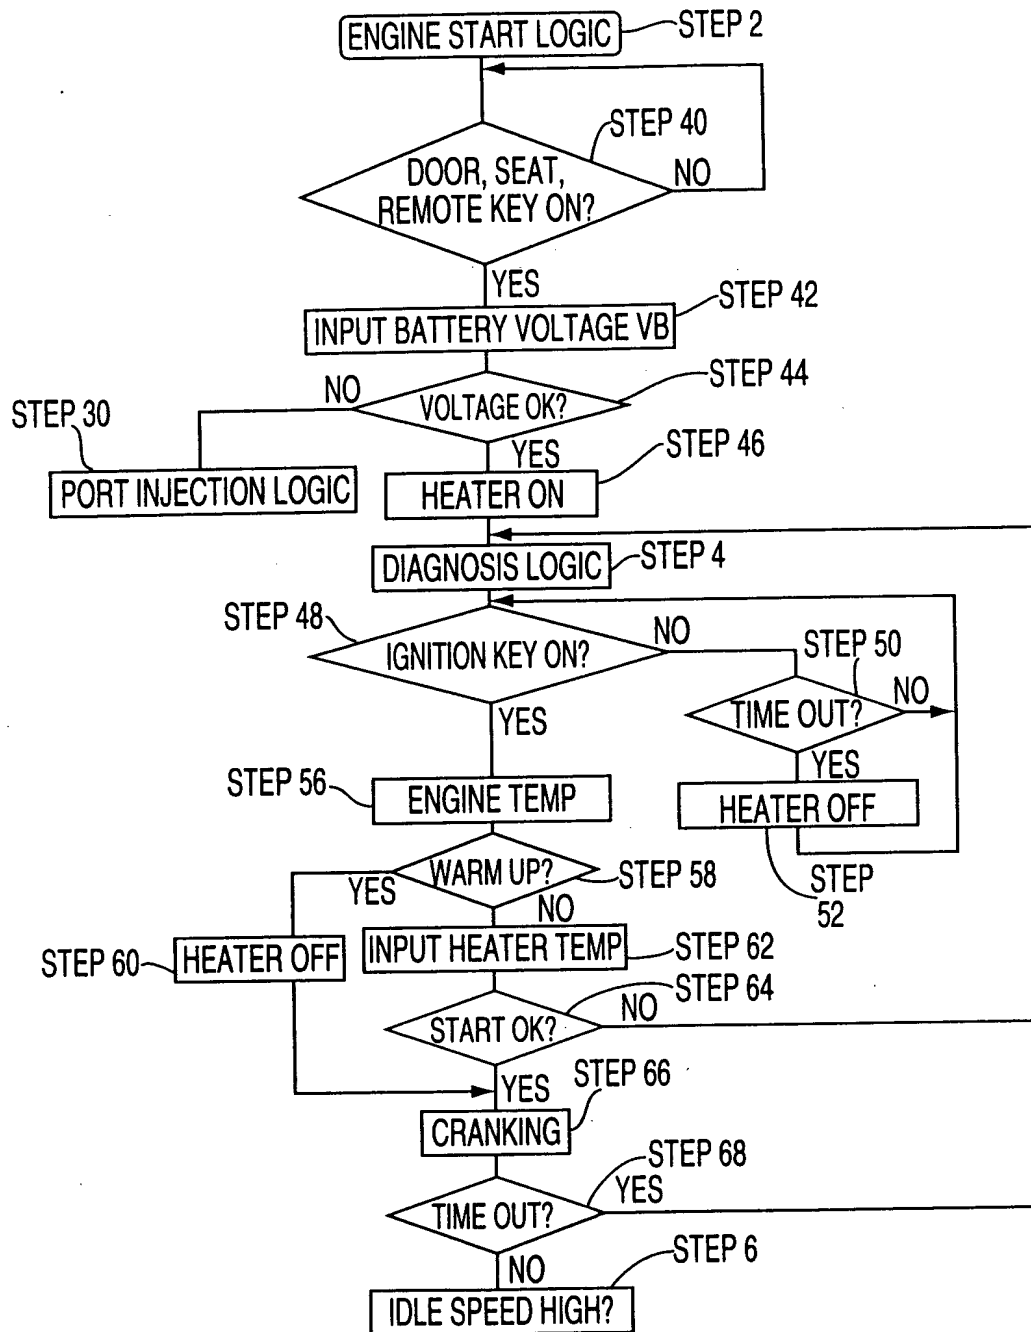 ENGINE START LOGIC
STEP 2
STEP 40
DOOR, SEAT,
REMOTE KEY ON?
NO
YES
STEP 42
INPUT BATTERY VOLTAGE VB
STEP 44
NO
VOLTAGE OK?
STEP 30
YES
STEP 46
PORT INJECTION LOGIC
HEATER ON
STEP 4
DIAGNOSIS LOGIC
STEP 48
NO
IGNITION KEY ON?
STEP 50
NO
TIME OUT?
YES
YES
STEP 56
ENGINE TEMP
HEATER OFF
WARM UP?
STEP 58
YES
STEP
52
NO
STEP 60
HEATER OFF
INPUT HEATER TEMP
STEP 62
STEP 64
NO
START OK?
YES
STEP 66
CRANKING
STEP 68
YES
TIME OUT?
STEP 6
NO
IDLE SPEED HIGH?